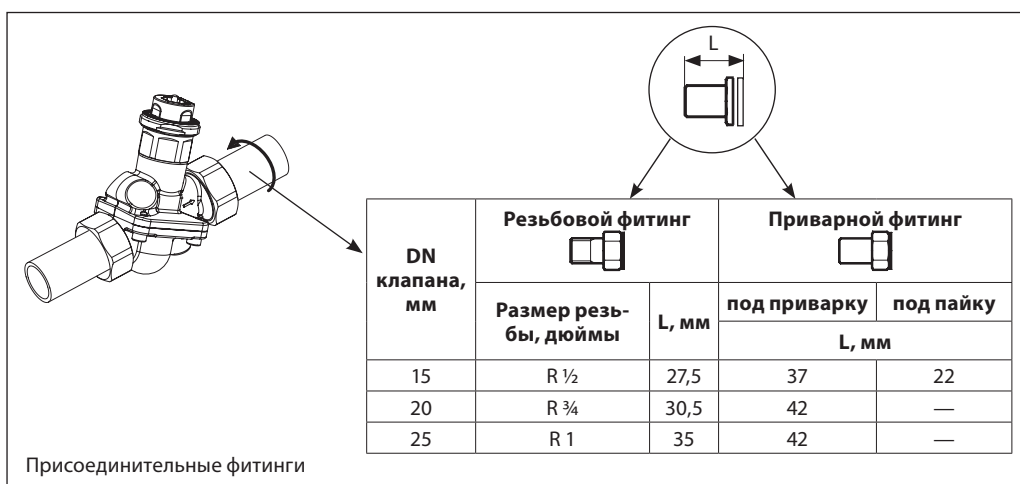 L
DN
клапана,
мм
Резьбовой фитинг
Приварной фитинг
Размер резь-
бы, дюймы
L, мм
под приварку
под пайку
L, мм
15 R ½ 27,5 37 22
20 R ¾ 30,5 42 —
25 R 1 35 42 —
Присоединительные фитинги